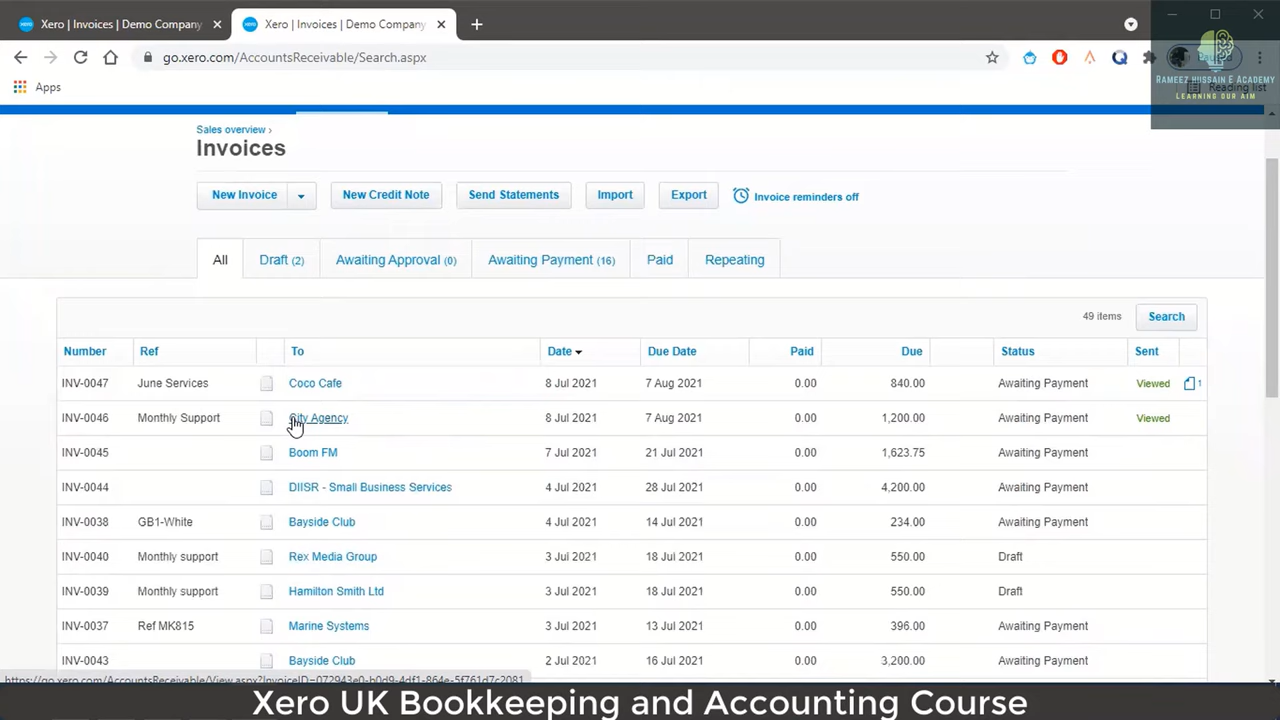 Xero | Invoices | Demo Company
Xero | Invoices | Demo Company
go.xero.com/AccountsReceivable/Search.aspx
Paused
RAMEEZ HUSSAIN E ACADEMY
LEARNING OUR AIM
Apps
Reading list
Sales overview ›
Invoices
New Invoice
New Credit Note
Send Statements
Import
Export
Invoice reminders off
All
Draft (2)
Awaiting Approval (0)
Awaiting Payment (16)
Paid
Repeating
49 items
Search
Number Ref To Date Due Date Paid Due Status Sent
INV-0047 June Services Coco Cafe 8 Jul 2021 7 Aug 2021 0.00 840.00 Awaiting Payment Viewed 1
INV-0046 Monthly Support City Agency 8 Jul 2021 7 Aug 2021 0.00 1,200.00 Awaiting Payment Viewed
INV-0045 Boom FM 7 Jul 2021 21 Jul 2021 0.00 1,623.75 Awaiting Payment
INV-0044 DIISR - Small Business Services 4 Jul 2021 28 Jul 2021 0.00 4,200.00 Awaiting Payment
INV-0038 GB1-White Bayside Club 4 Jul 2021 14 Jul 2021 0.00 234.00 Awaiting Payment
INV-0040 Monthly support Rex Media Group 3 Jul 2021 18 Jul 2021 0.00 550.00 Draft
INV-0039 Monthly support Hamilton Smith Ltd 3 Jul 2021 18 Jul 2021 0.00 550.00 Draft
INV-0037 Ref MK815 Marine Systems 3 Jul 2021 13 Jul 2021 0.00 396.00 Awaiting Payment
INV-0043 Bayside Club 2 Jul 2021 16 Jul 2021 0.00 3,200.00 Awaiting Payment
Xero UK Bookkeeping and Accounting Course